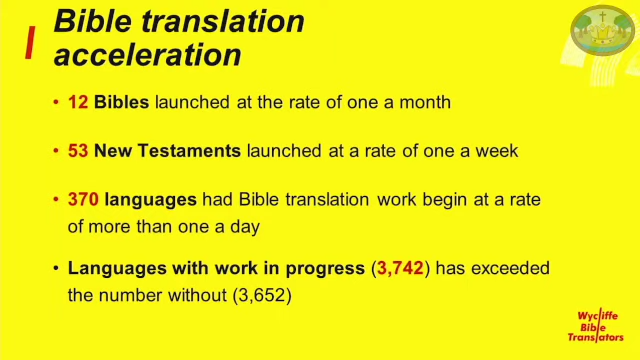 Bible translation
acceleration
• 12 Bibles launched at the rate of one a month
• 53 New Testaments launched at a rate of one a week
• 370 languages had Bible translation work begin at a rate
of more than one a day
• Languages with work in progress (3,742) has exceeded
the number without (3,652)
Wycliffe
Bible
Translators